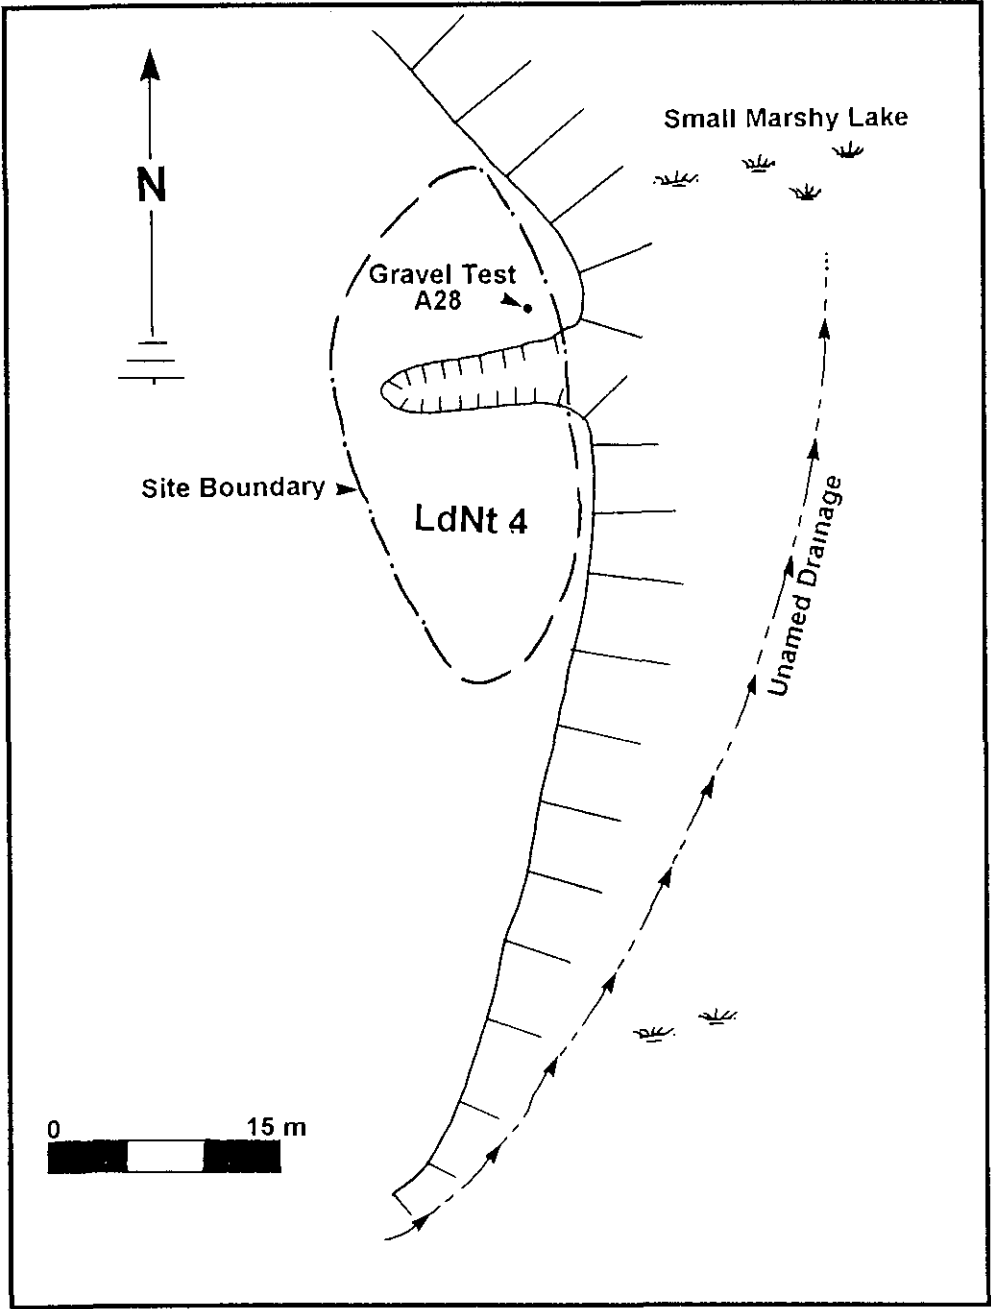 Small Marshy Lake
N
Gravel Test
A28
Site Boundary
LdNt 4
Unamed Drainage
0
15 m